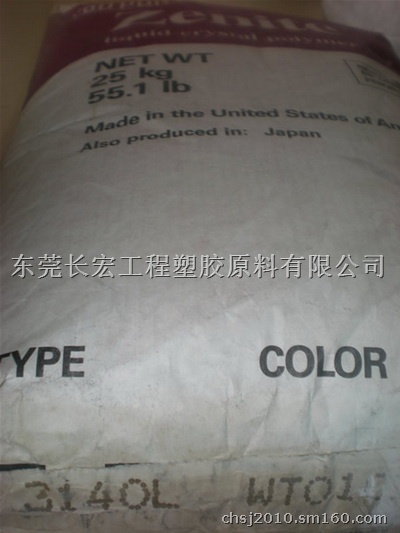 Zenite
liquid crystal polymer
NET WT
25 kg
55.1 lb
Made in the United States of Am
Also produced in: Japan
东莞长宏工程塑胶原料有限公司
TYPE COLOR
3140L WT01
chsj2010.sm160.com